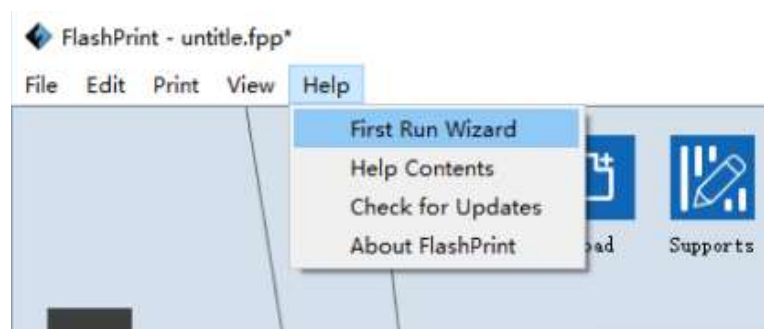 FlashPrint - untitle.fpp*
File Edit Print View Help
First Run Wizard
Help Contents
Check for Updates
About FlashPrint
Supports